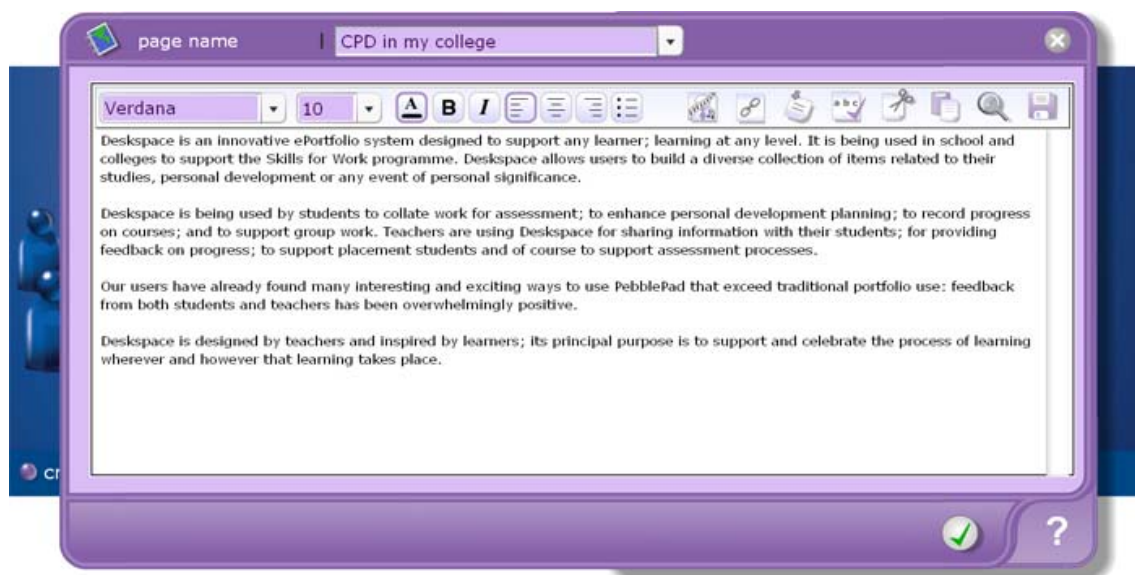 page name
CPD in my college
Verdana
10
A B I
abc
Deskspace is an innovative ePortfolio system designed to support any learner; learning at any level. It is being used in school and
colleges to support the Skills for Work programme. Deskspace allows users to build a diverse collection of items related to their
studies, personal development or any event of personal significance.
Deskspace is being used by students to collate work for assessment; to enhance personal development planning; to record progress
on courses; and to support group work. Teachers are using Deskspace for sharing information with their students; for providing
feedback on progress; to support placement students and of course to support assessment processes.
Our users have already found many interesting and exciting ways to use PebblePad that exceed traditional portfolio use: feedback
from both students and teachers has been overwhelmingly positive.
Deskspace is designed by teachers and inspired by learners; its principal purpose is to support and celebrate the process of learning
wherever and however that learning takes place.
?